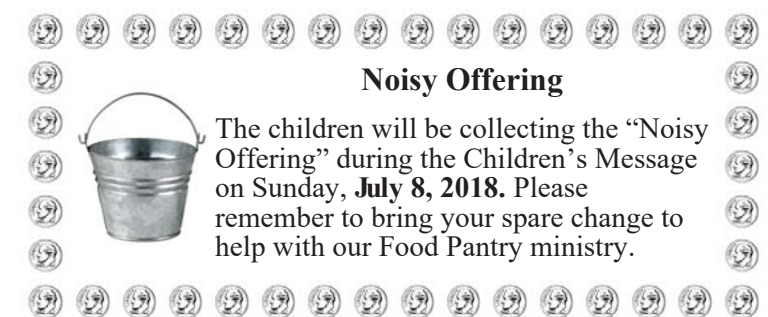 Noisy Offering
The children will be collecting the “Noisy
Offering” during the Children’s Message
on Sunday, July 8, 2018. Please
remember to bring your spare change to
help with our Food Pantry ministry.